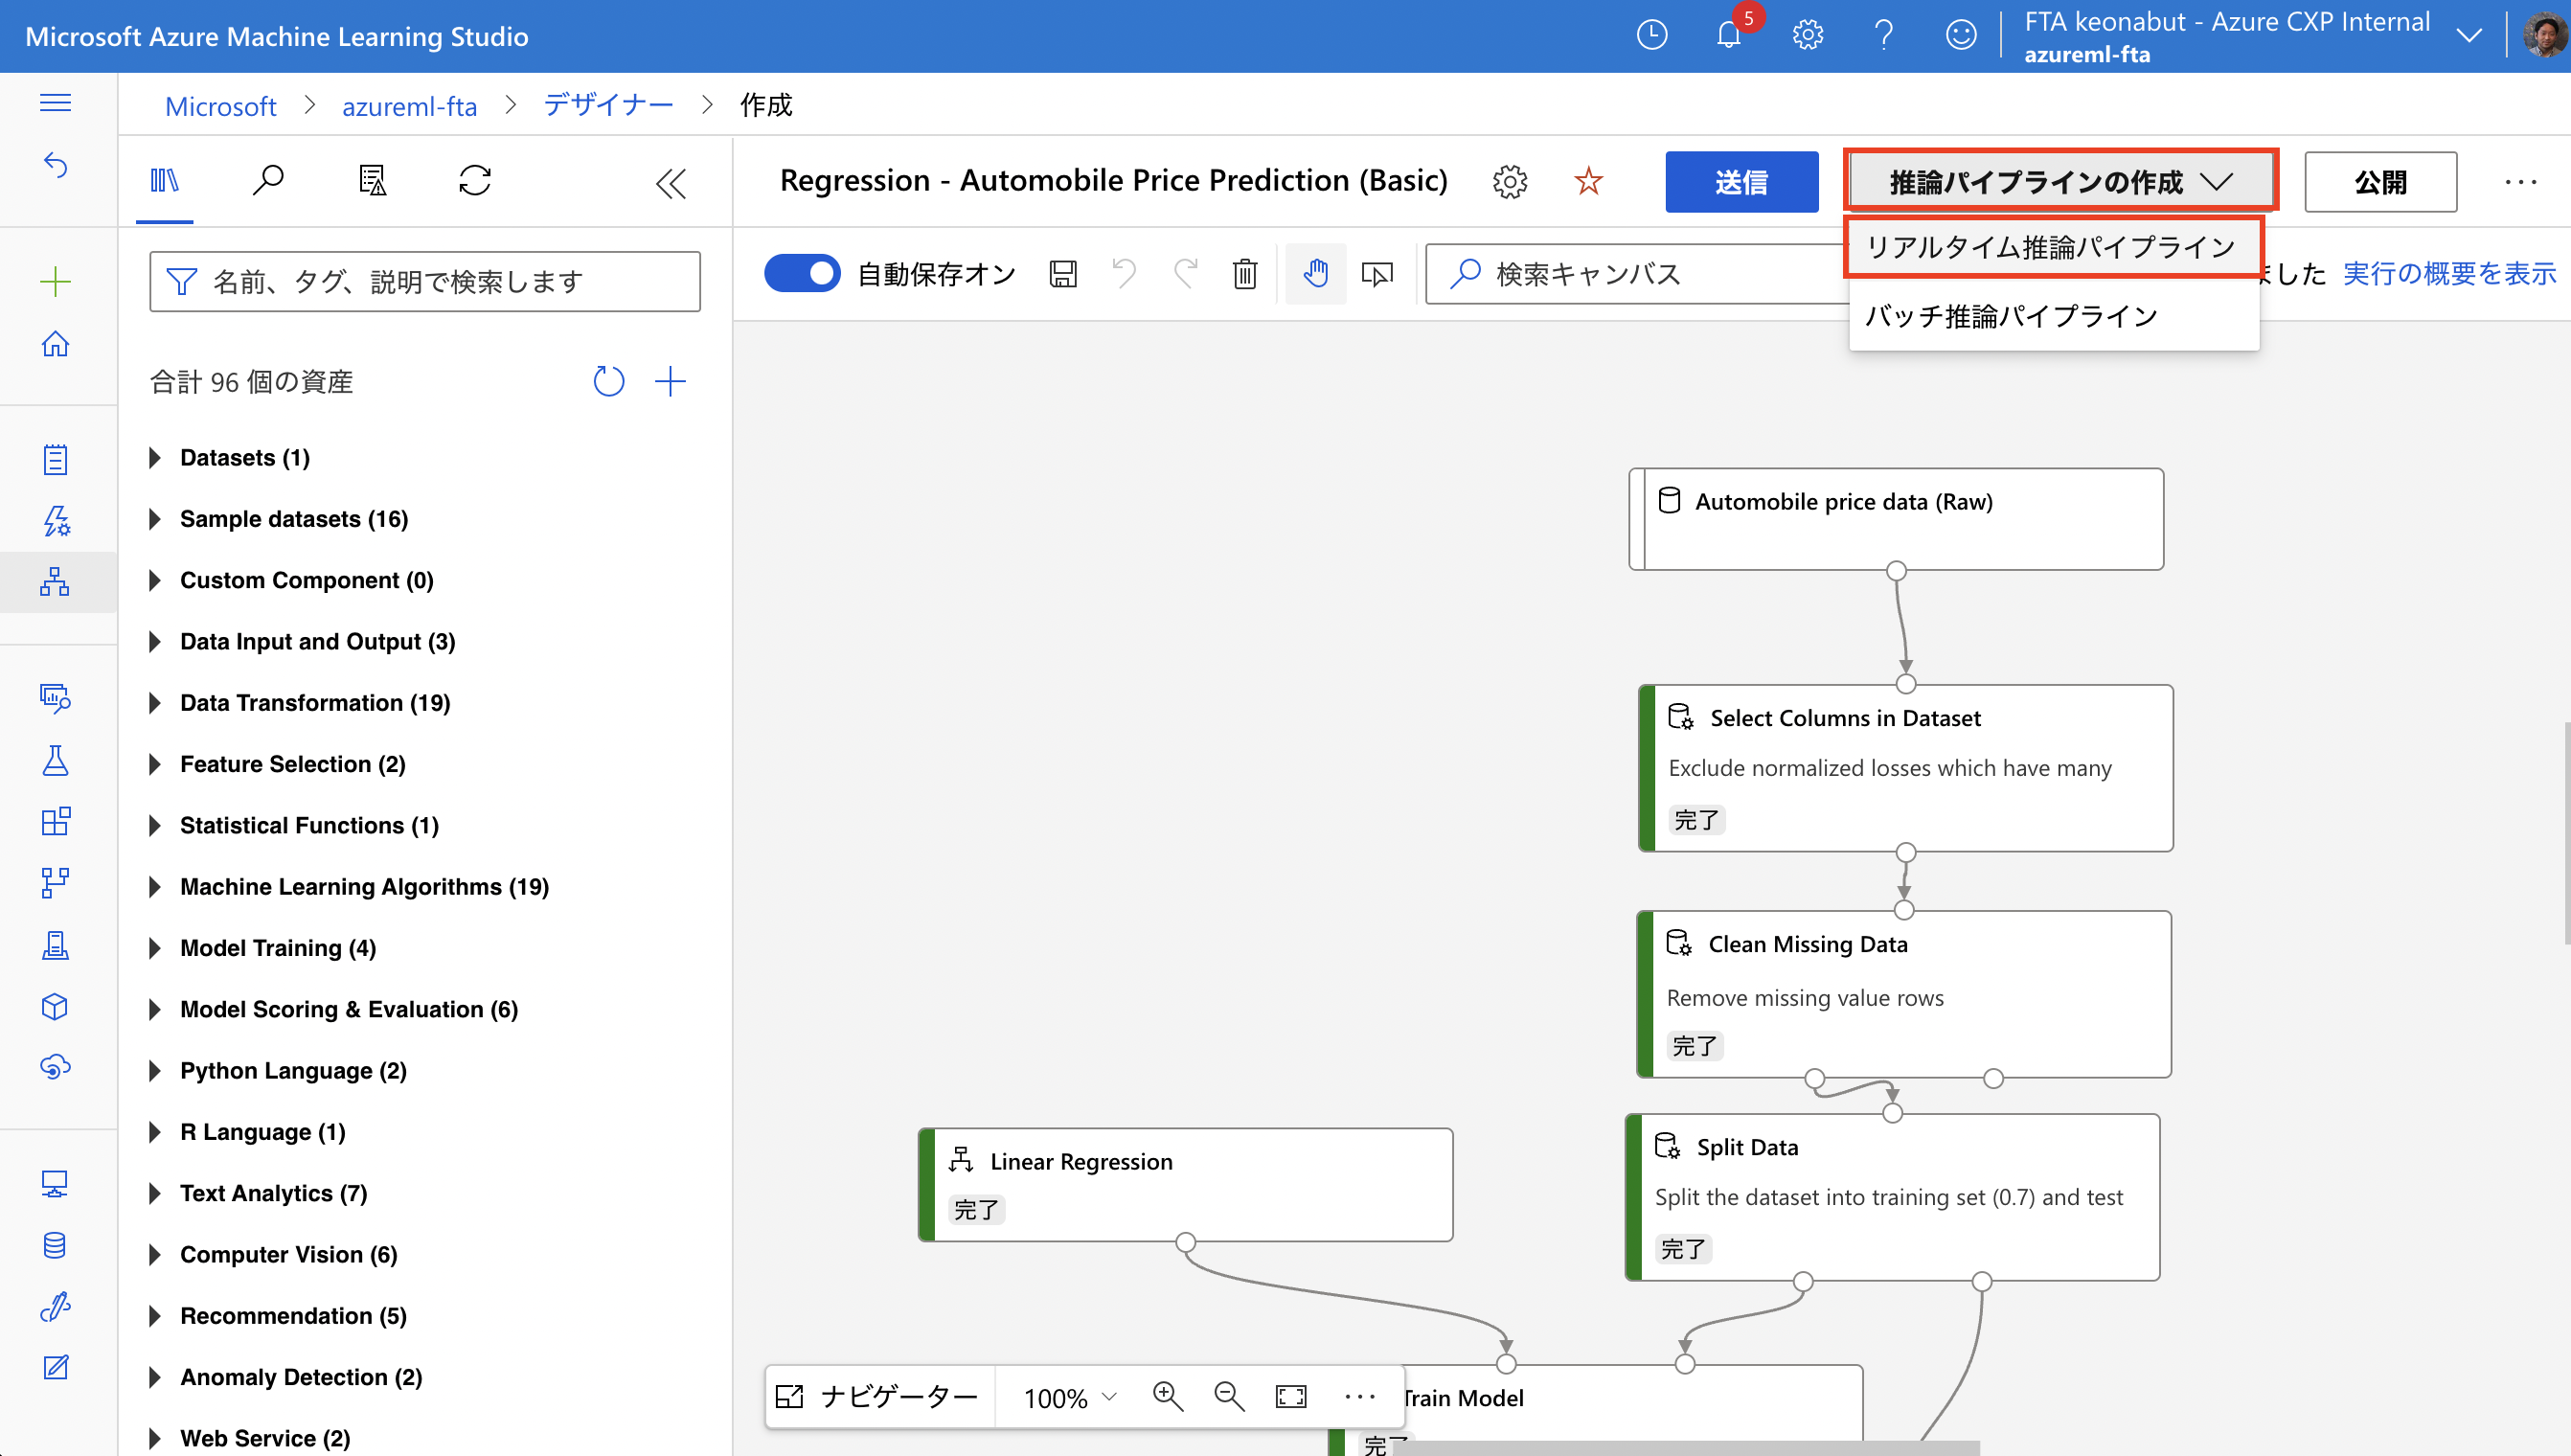 Microsoft Azure Machine Learning Studio
5
FTA keonabut - Azure CXP Internal
azureml-fta
Microsoft > azureml-fta > デザイナー > 作成
Regression - Automobile Price Prediction (Basic)
送信
推論パイプラインの作成
公開
リアルタイム推論パイプライン
バッチ推論パイプライン
名前、タグ、説明で検索します
自動保存オン
検索キャンバス
ました
実行の概要を表示
合計 96 個の資産
Datasets (1)
Sample datasets (16)
Custom Component (0)
Data Input and Output (3)
Data Transformation (19)
Feature Selection (2)
Statistical Functions (1)
Machine Learning Algorithms (19)
Model Training (4)
Model Scoring & Evaluation (6)
Python Language (2)
R Language (1)
Text Analytics (7)
Computer Vision (6)
Recommendation (5)
Anomaly Detection (2)
Web Service (2)
Automobile price data (Raw)
Select Columns in Dataset
Exclude normalized losses which have many
完了
Clean Missing Data
Remove missing value rows
完了
Linear Regression
完了
Split Data
Split the dataset into training set (0.7) and test
完了
Train Model
完了
ナビゲーター
100%